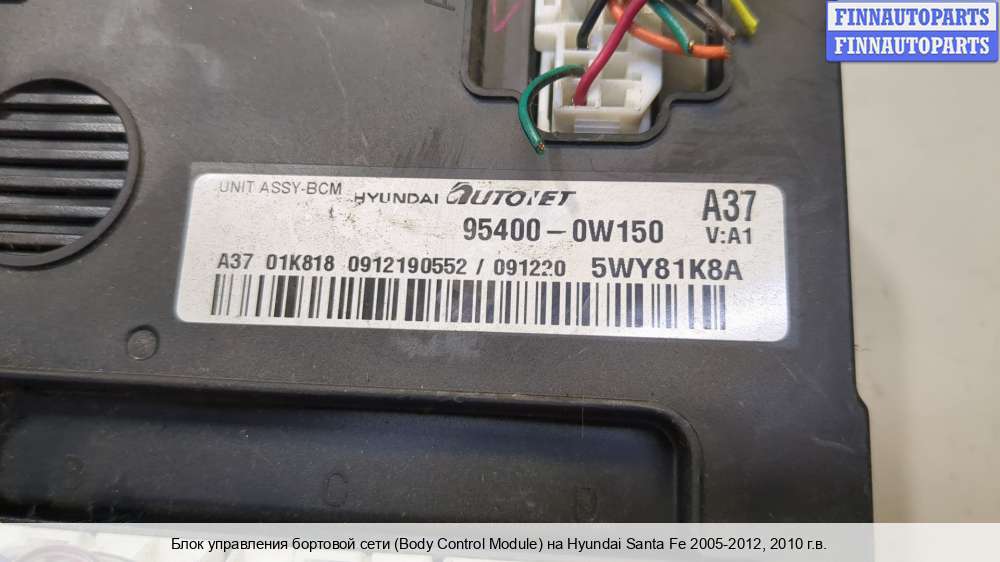 FINNAUTOPARTS
FINNAUTOPARTS
UNIT ASSY-BCM HYUNDAI AUTONET A37
95400-0W150 V:A1
A37 01K818 0912190552 / 091220 5WY81K8A
Блок управления бортовой сети (Body Control Module) на Hyundai Santa Fe 2005-2012, 2010 г.в.